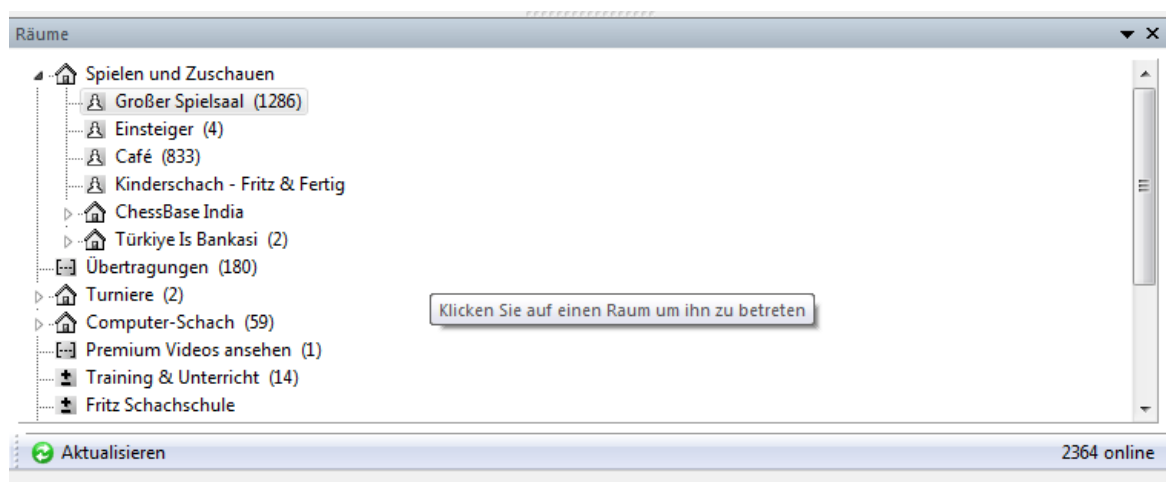 Räume
Spielen und Zuschauen
Großer Spielsaal (1286)
Einsteiger (4)
Café (833)
Kinderschach - Fritz & Fertig
ChessBase India
Türkiye Is Bankasi (2)
Übertragungen (180)
Turniere (2)
Klicken Sie auf einen Raum um ihn zu betreten
Computer-Schach (59)
Premium Videos ansehen (1)
Training & Unterricht (14)
Fritz Schachschule
Aktualisieren 2364 online